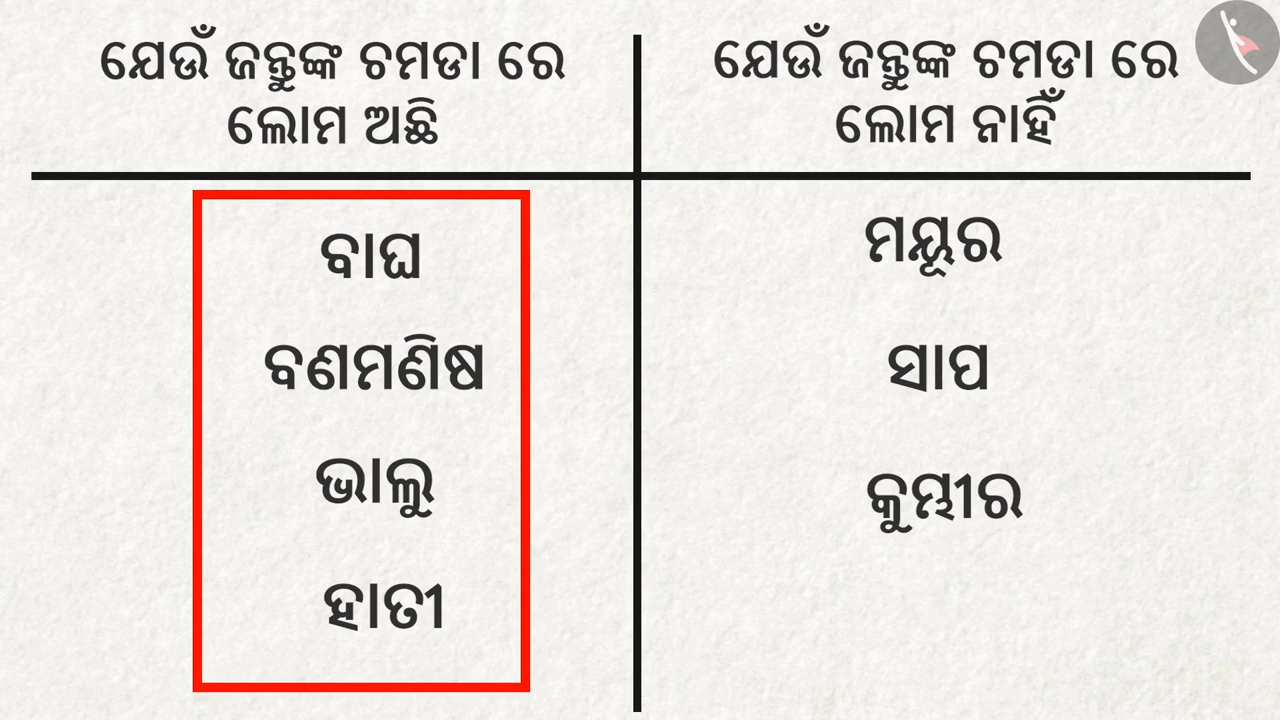 ଯେଉଁ ଜନ୍ତୁଙ୍କ ଚମଡା ରେ
ଲୋମ ଅଛି
ବାଘ
ବଣମଣିଷ
ଭାଲୁ
ହାତୀ
ଯେଉଁ ଜନ୍ତୁଙ୍କ ଚମଡା ରେ
ଲୋମ ନାହିଁ
ମୟୂର
ସାପ
କୁମ୍ଭୀର